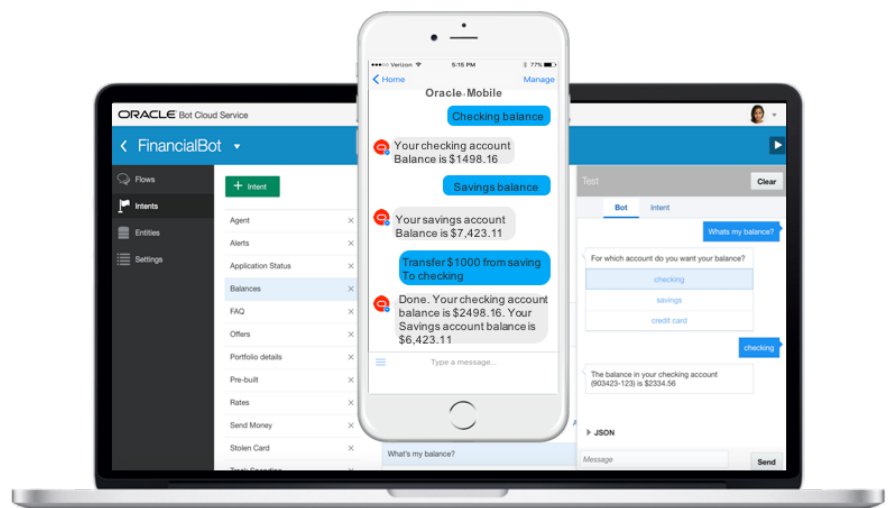 Verizon
5:15 PM
77%
Home
Manage
Oracle Mobile
Checking balance
Your checking account
Balance is $1498.16
Savings balance
Your savings account
Balance is $7,423.11
Transfer $1000 from saving
To checking
Done. Your checking account
balance is $2498.16. Your
Savings account balance is
$6,423.11
Type a message...
ORACLE Bot Cloud Service
FinancialBot
Flows
Intents
Entities
Settings
+ Intent
Agent
Alerts
Application Status
Balances
FAQ
Offers
Portfolio details
Pre-built
Rates
Send Money
Stolen Card
What's my balance?
Test
Clear
Bot
Intent
Whats my balance?
For which account do you want your balance?
checking
savings
credit card
checking
The balance in your checking account
(903423-123) is $2334.56
JSON
Message
Send